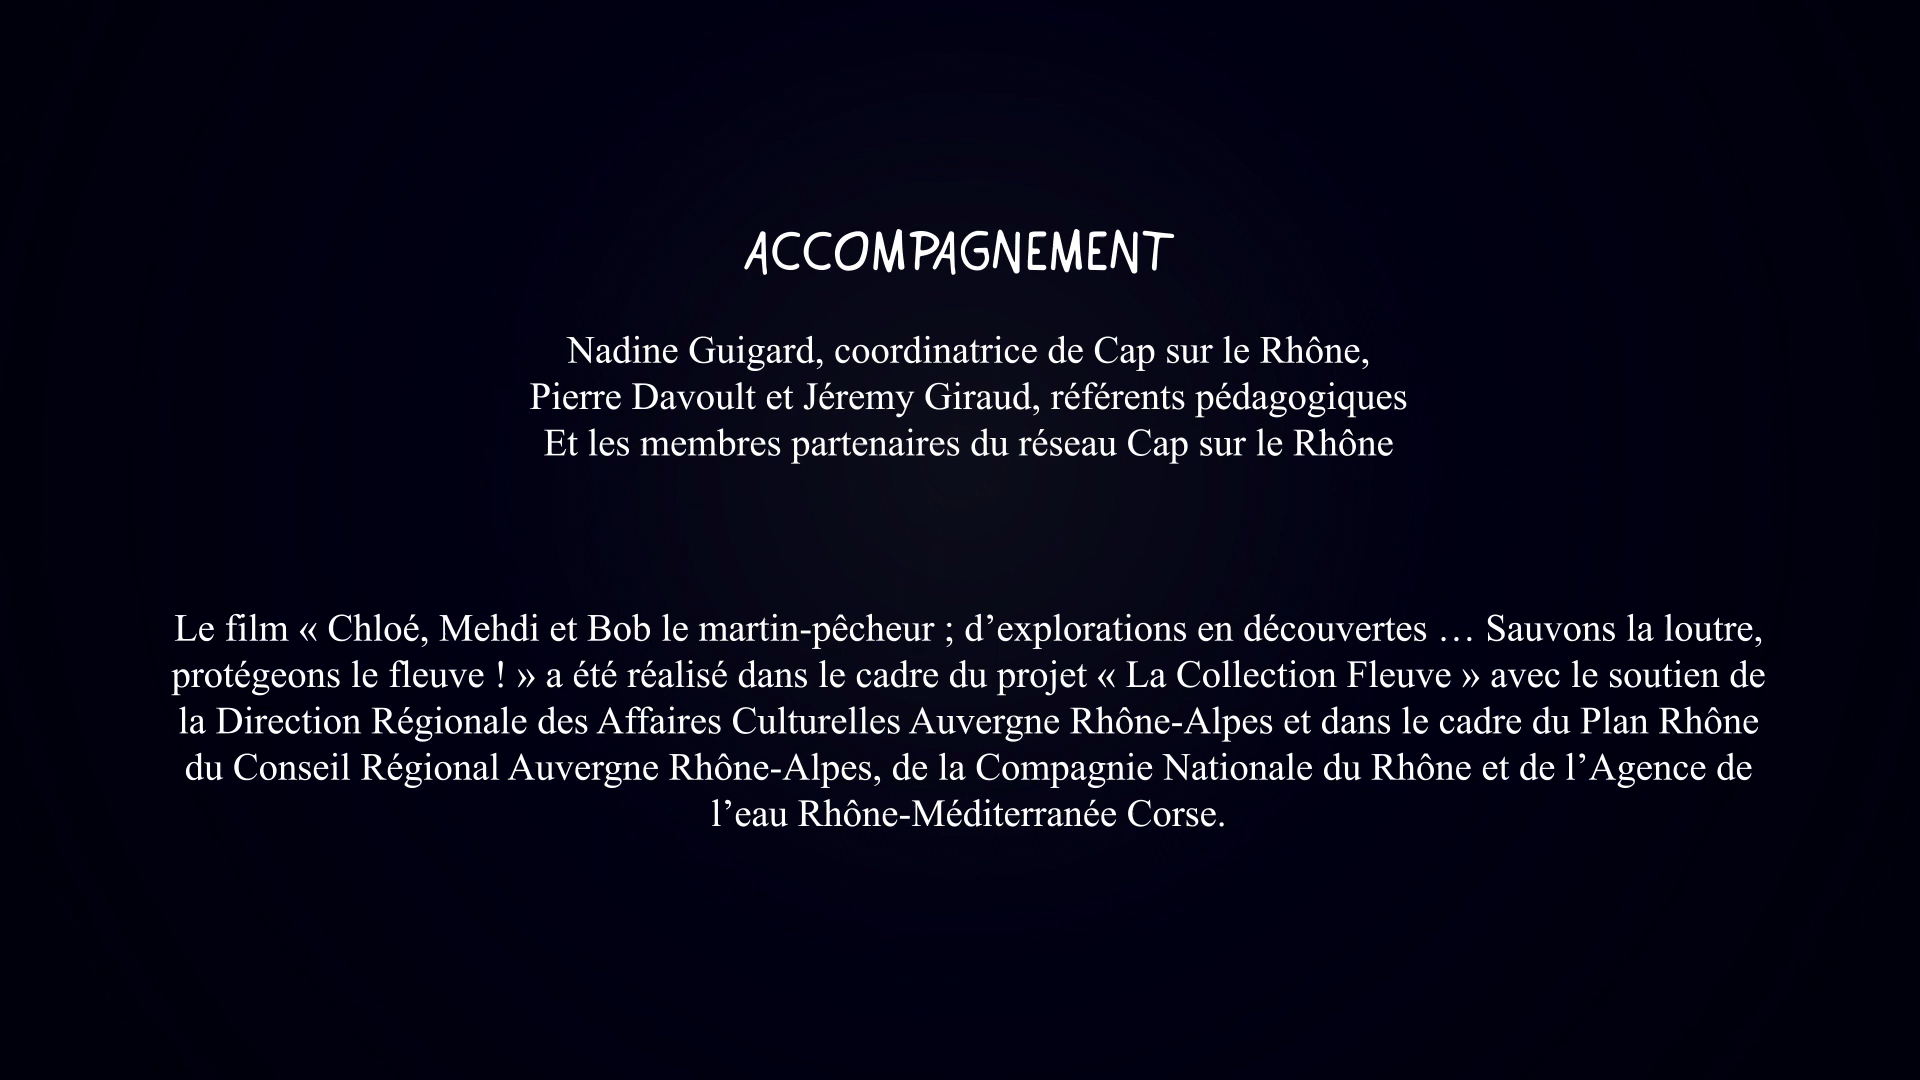 ACCOMPAGNEMENT
Nadine Guigard, coordinatrice de Cap sur le Rhône,
Pierre Davoult et Jéremy Giraud, référents pédagogiques
Et les membres partenaires du réseau Cap sur le Rhône
Le film « Chloé, Mehdi et Bob le martin-pêcheur ; d’explorations en découvertes … Sauvons la loutre,
protégeons le fleuve ! » a été réalisé dans le cadre du projet « La Collection Fleuve » avec le soutien de
la Direction Régionale des Affaires Culturelles Auvergne Rhône-Alpes et dans le cadre du Plan Rhône
du Conseil Régional Auvergne Rhône-Alpes, de la Compagnie Nationale du Rhône et de l’Agence de
l’eau Rhône-Méditerranée Corse.